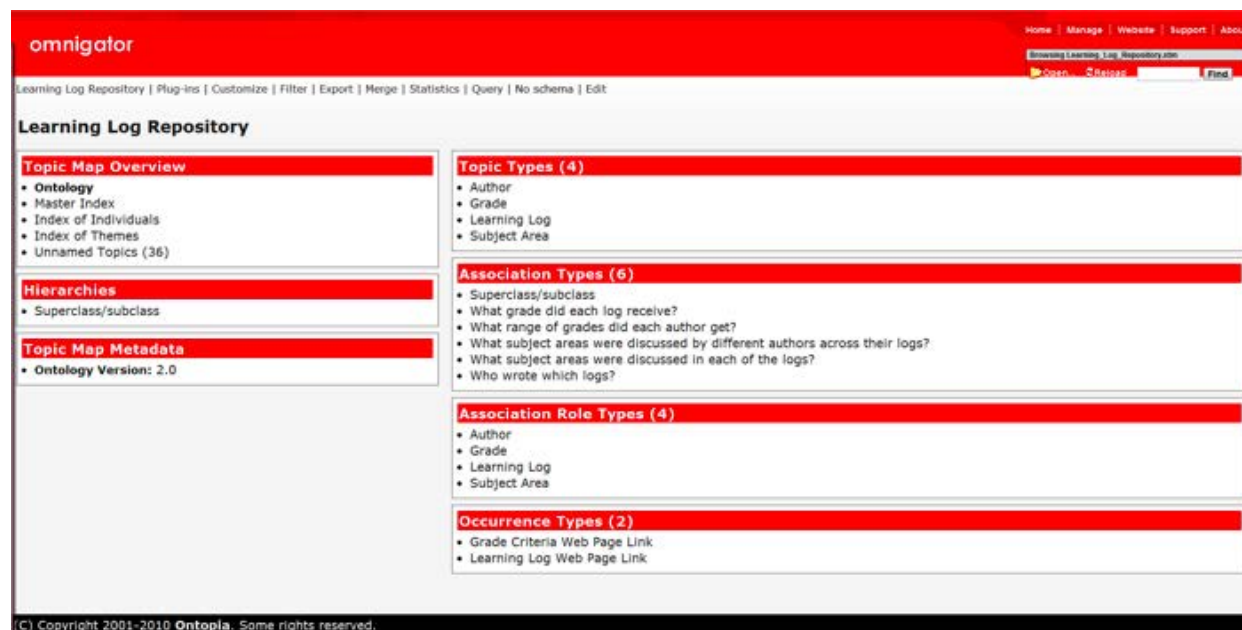 omnigator
Home | Manage | Website | Support | Abou
Browsing Learning_Log_Repository.xtm
Open... Reload Find
Learning Log Repository | Plug-ins | Customize | Filter | Export | Merge | Statistics | Query | No schema | Edit
Learning Log Repository
Topic Map Overview
• Ontology
• Master Index
• Index of Individuals
• Index of Themes
• Unnamed Topics (36)
Hierarchies
• Superclass/subclass
Topic Map Metadata
• Ontology Version: 2.0
Topic Types (4)
• Author
• Grade
• Learning Log
• Subject Area
Association Types (6)
• Superclass/subclass
• What grade did each log receive?
• What range of grades did each author get?
• What subject areas were discussed by different authors across their logs?
• What subject areas were discussed in each of the logs?
• Who wrote which logs?
Association Role Types (4)
• Author
• Grade
• Learning Log
• Subject Area
Occurrence Types (2)
• Grade Criteria Web Page Link
• Learning Log Web Page Link
(C) Copyright 2001-2010 Ontopia. Some rights reserved.